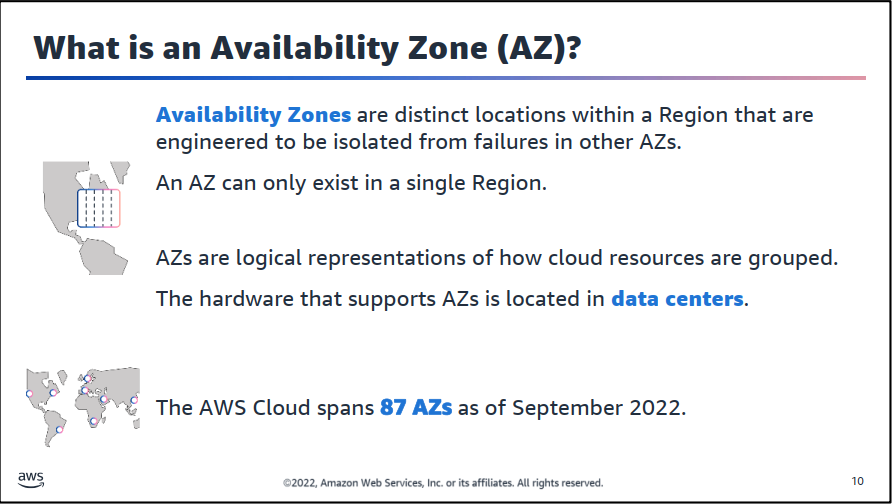 What is an Availability Zone (AZ)?
Availability Zones are distinct locations within a Region that are
engineered to be isolated from failures in other AZs.
An AZ can only exist in a single Region.
AZs are logical representations of how cloud resources are grouped.
The hardware that supports AZs is located in data centers.
The AWS Cloud spans 87 AZs as of September 2022.
aws
©2022, Amazon Web Services, Inc. or its affiliates. All rights reserved.
10